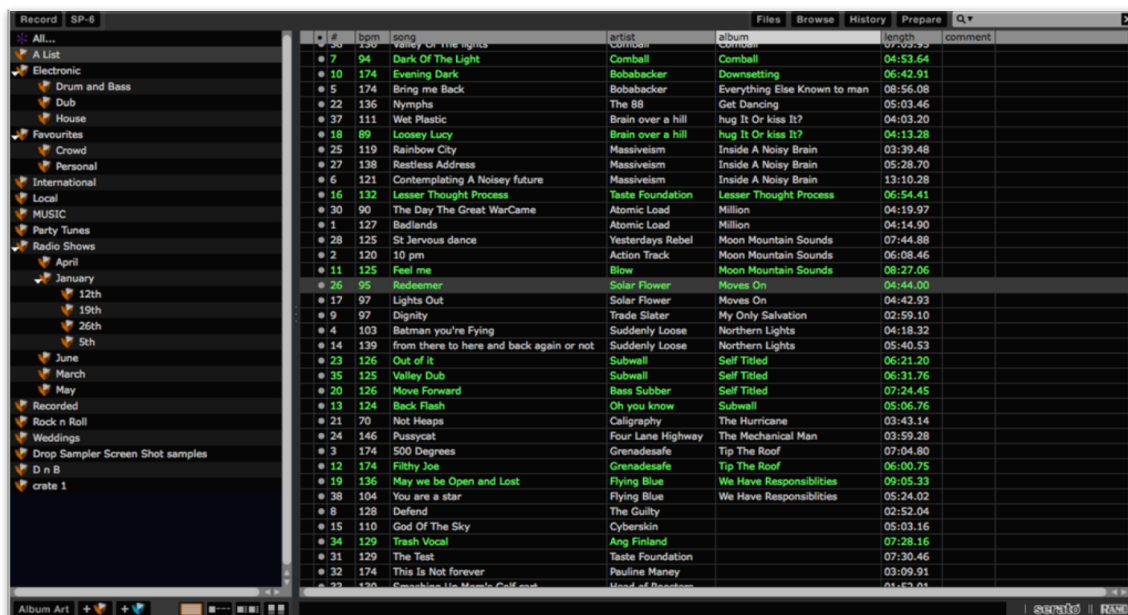 Record SP-6 Files Browse History Prepare
All...
A List
Electronic
Drum and Bass
Dub
House
Favourites
Crowd
Personal
International
Local
MUSIC
Party Tunes
Radio Shows
April
January
12th
19th
26th
5th
June
March
May
Recorded
Rock n Roll
Weddings
Drop Sampler Screen Shot samples
D n B
crate 1
# bpm song artist album length comment
36 136 Valley Of The lights Comball Comball 07:03.93
7 94 Dark Of The Light Comball Comball 04:53.64
10 174 Evening Dark Bobabacker Downsetting 06:42.91
5 174 Bring me Back Bobabacker Everything Else Known to man 08:56.08
22 136 Nymphs The 88 Get Dancing 05:03.46
37 111 Wet Plastic Brain over a hill hug It Or kiss It? 04:03.20
18 89 Loosey Lucy Brain over a hill hug It Or kiss It? 04:13.28
25 119 Rainbow City Massiveism Inside A Noisy Brain 03:39.48
27 138 Restless Address Massiveism Inside A Noisy Brain 05:28.70
6 121 Contemplating A Noisey future Massiveism Inside A Noisy Brain 13:10.28
16 132 Lesser Thought Process Taste Foundation Lesser Thought Process 06:54.41
30 90 The Day The Great WarCame Atomic Load Million 04:19.97
1 127 Badlands Atomic Load Million 04:14.90
28 125 St Jervous dance Yesterdays Rebel Moon Mountain Sounds 07:44.88
2 120 10 pm Action Track Moon Mountain Sounds 06:08.46
11 125 Feel me Blow Moon Mountain Sounds 08:27.06
26 95 Redeemer Solar Flower Moves On 04:44.00
17 97 Lights Out Solar Flower Moves On 04:42.93
9 97 Dignity Trade Slater My Only Salvation 02:59.10
4 103 Batman you're Fying Suddenly Loose Northern Lights 04:18.32
14 139 from there to here and back again or not Suddenly Loose Northern Lights 05:40.53
23 126 Out of it Subwall Self Titled 06:21.20
35 125 Valley Dub Subwall Self Titled 06:31.76
20 126 Move Forward Bass Subber Self Titled 07:24.45
13 124 Back Flash Oh you know Subwall 05:06.76
21 70 Not Heaps Caligraphy The Hurricane 03:43.14
24 146 Pussycat Four Lane Highway The Mechanical Man 03:59.28
3 174 500 Degrees Grenadesafe Tip The Roof 07:04.80
12 174 Filthy Joe Grenadesafe Tip The Roof 06:00.75
19 136 May we be Open and Lost Flying Blue We Have Responsiblities 09:05.33
38 104 You are a star Flying Blue We Have Responsiblities 05:24.02
8 128 Defend The Guilty 02:52.04
15 110 God Of The Sky Cyberskin 05:03.16
34 129 Trash Vocal Ang Finland 07:28.16
31 129 The Test Taste Foundation 07:30.46
32 174 This Is Not forever Pauline Maney 03:09.91
Album Art serato RANE